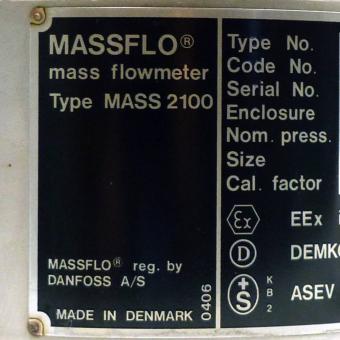 MASSFLO®
mass flowmeter
Type MASS 2100
MASSFLO® reg. by
DANFOSS A/S
MADE IN DENMARK
0406
Type No.
Code No.
Serial No.
Enclosure
Nom. press.
Size
Cal. factor
Ex EEx
D DEMKO
+S K B 2 ASEV